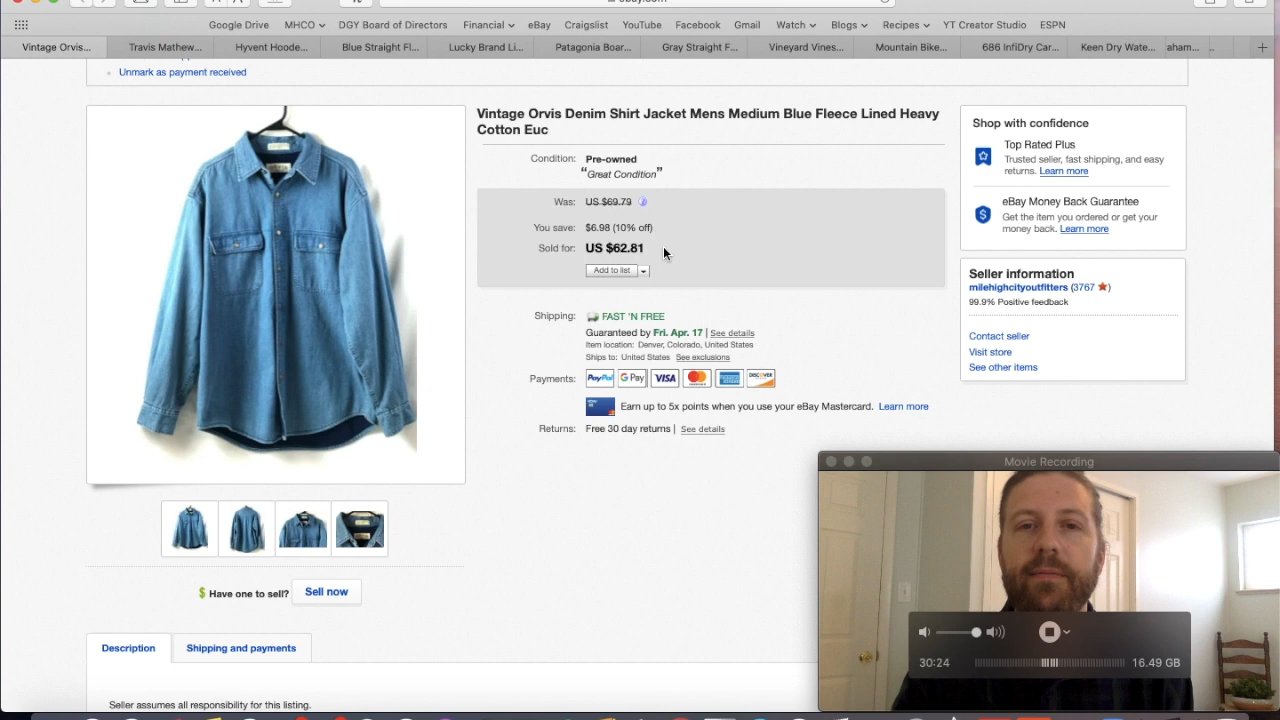 ebay.com
Google Drive MHCO DGY Board of Directors Financial eBay Craigslist YouTube Facebook Gmail Watch Blogs Recipes YT Creator Studio ESPN
Vintage Orvis... Travis Mathew... Hyvent Hoode... Blue Straight Fl... Lucky Brand Li... Patagonia Boar... Gray Straight F... Vineyard Vines... Mountain Bike... 686 InfiDry Car... Keen Dry Wate... aham... ..
Unmark as payment received
Vintage Orvis Denim Shirt Jacket Mens Medium Blue Fleece Lined Heavy
Cotton Euc
Condition: Pre-owned
“Great Condition”
Was: US $69.79
You save: $6.98 (10% off)
Sold for: US $62.81
Add to list
Shipping: FAST 'N FREE
Guaranteed by Fri. Apr. 17 | See details
Item location: Denver, Colorado, United States
Ships to: United States See exclusions
Payments: PayPal G Pay VISA MasterCard DISCOVER
Earn up to 5x points when you use your eBay Mastercard. Learn more
Returns: Free 30 day returns | See details
Shop with confidence
Top Rated Plus
Trusted seller, fast shipping, and easy
returns. Learn more
eBay Money Back Guarantee
Get the item you ordered or get your
money back. Learn more
Seller information
milehighcityoutfitters (3767)
99.9% Positive feedback
Contact seller
Visit store
See other items
$ Have one to sell? Sell now
Description Shipping and payments
Seller assumes all responsibility for this listing.
Movie Recording
30:24 16.49 GB